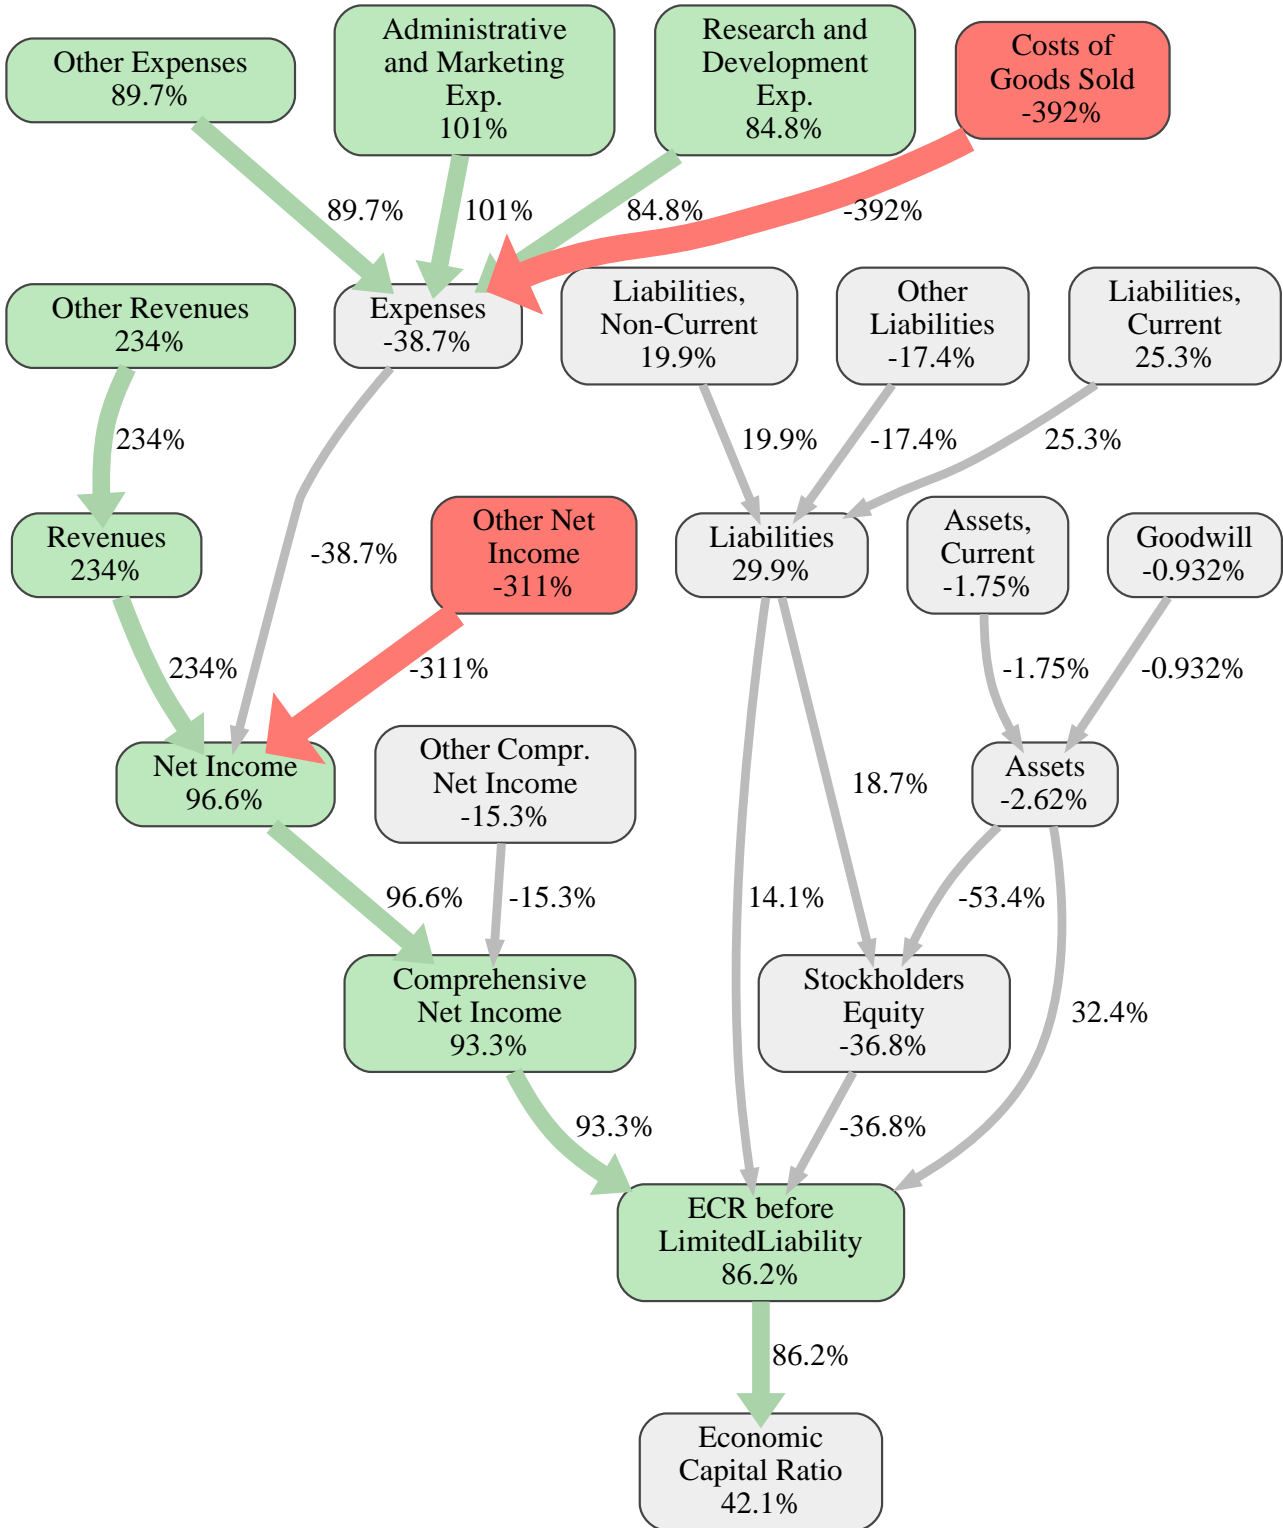 Other Expenses
89.7%
Administrative
and Marketing
Exp.
101%
Research and
Development
Exp.
84.8%
Costs of
Goods Sold
-392%
89.7%
101%
84.8%
-392%
Other Revenues
234%
Expenses
-38.7%
Liabilities,
Non-Current
19.9%
Other
Liabilities
-17.4%
Liabilities,
Current
25.3%
234%
19.9%
-17.4%
25.3%
Revenues
234%
-38.7%
Other Net
Income
-311%
Liabilities
29.9%
Assets,
Current
-1.75%
Goodwill
-0.932%
234%
-311%
-1.75%
-0.932%
Net Income
96.6%
Other Compr.
Net Income
-15.3%
18.7%
Assets
-2.62%
96.6%
-15.3%
14.1%
-53.4%
Comprehensive
Net Income
93.3%
Stockholders
Equity
-36.8%
32.4%
93.3%
-36.8%
ECR before
LimitedLiability
86.2%
86.2%
Economic
Capital Ratio
42.1%